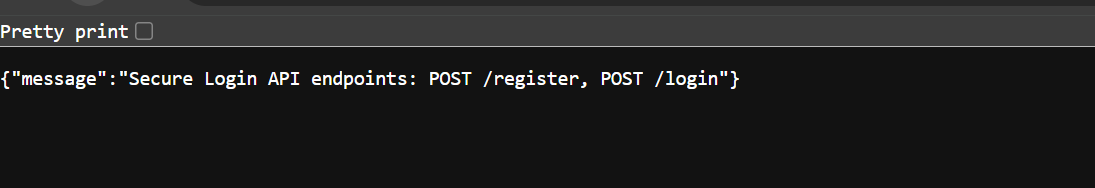 Pretty print
{"message":"Secure Login API endpoints: POST /register, POST /login"}